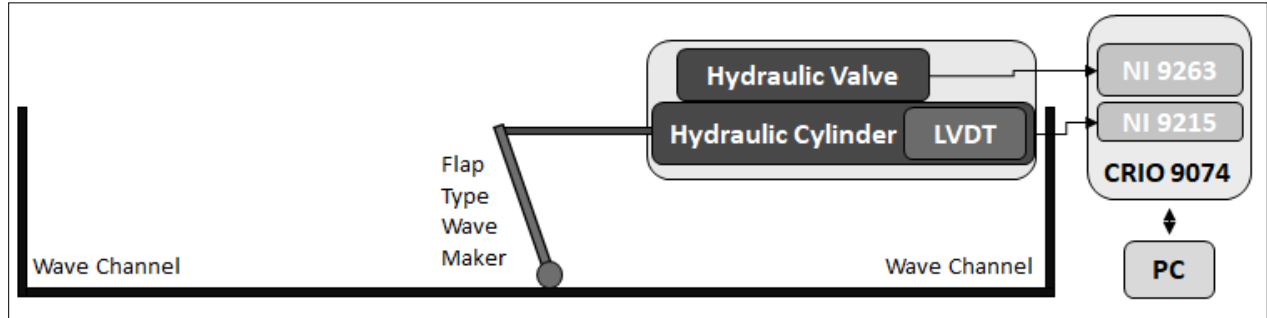 Hydraulic Valve
NI 9263
Hydraulic Cylinder
LVDT
NI 9215
CRIO 9074
Flap
Type
Wave
Maker
Wave Channel
Wave Channel
PC